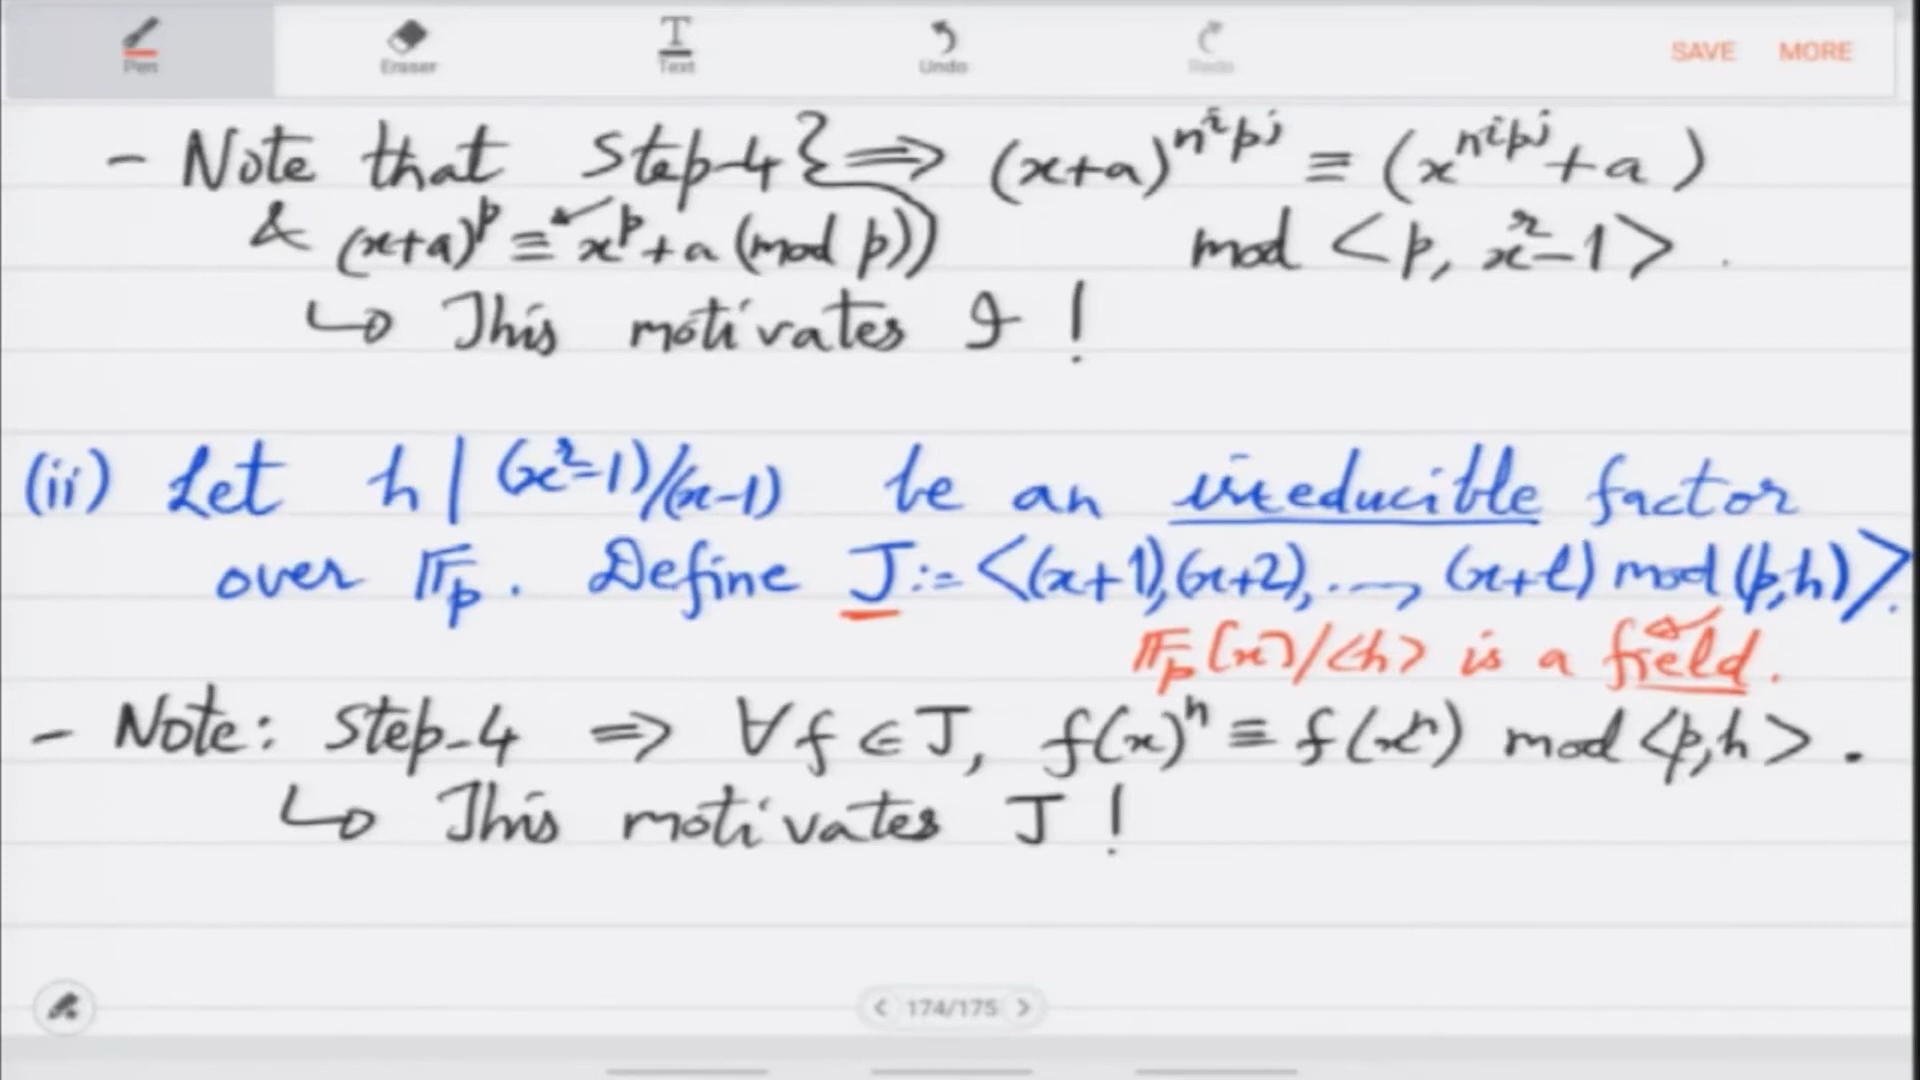 Pen Eraser Text Undo Redo SAVE MORE
- Note that Step-4 } ⟹ (x+a)^{n^i p^j} ≡ (x^{n^i p^j} + a)
& (x+a)^p ≡ x^p + a (mod p) mod <p, x^r-1> .
↳ This motivates I !
(ii) Let h | (x^r-1)/(x-1) be an irreducible factor
over 𝔽_p. Define J := <(x+1),(x+2),..., (x+l) mod (p,h)>.
𝔽_p[x]/<h> is a field.
- Note: Step-4 ⟹ ∀f ∈ J, f(x)^n ≡ f(x^n) mod <p,h> .
↳ This motivates J !
< 174/175 >